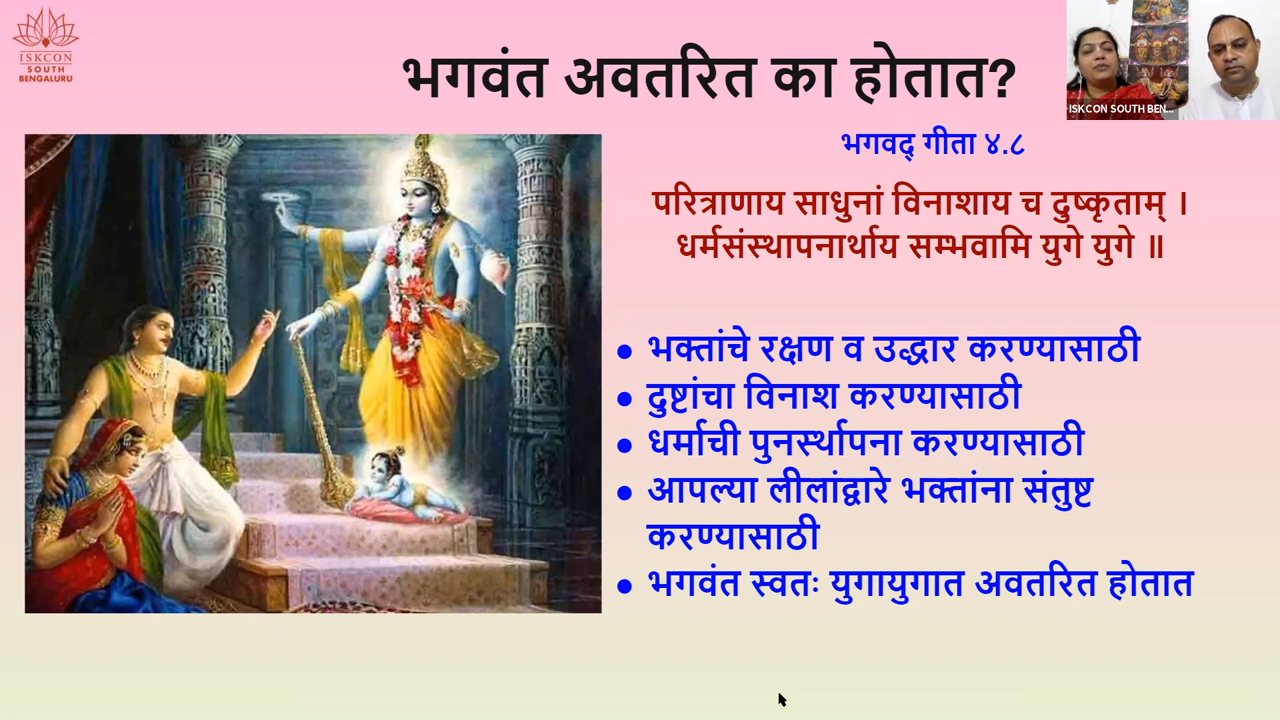 ISKCON
SOUTH
BENGALURU
भगवंत अवतरित का होतात?
ISKCON SOUTH BEN...
भगवद् गीता ४.८
परित्राणाय साधुनां विनाशाय च दुष्कृताम् ।
धर्मसंस्थापनार्थाय सम्भवामि युगे युगे ॥
• भक्तांचे रक्षण व उद्धार करण्यासाठी
• दुष्टांचा विनाश करण्यासाठी
• धर्माची पुनर्स्थापना करण्यासाठी
• आपल्या लीलांद्वारे भक्तांना संतुष्ट
करण्यासाठी
• भगवंत स्वतः युगायुगात अवतरित होतात